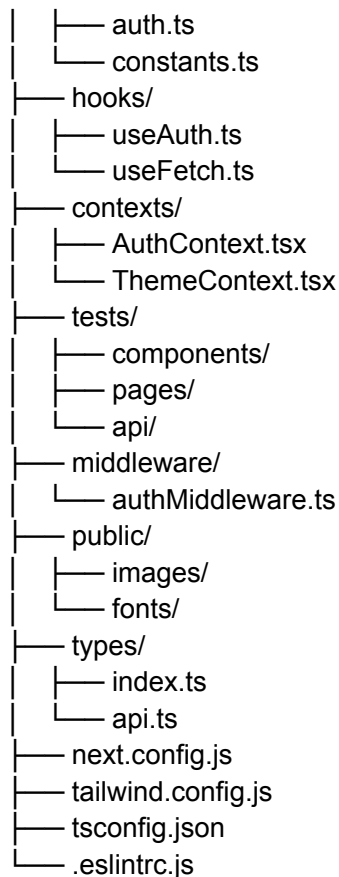 │   ├── auth.ts
│   └── constants.ts
├── hooks/
│   ├── useAuth.ts
│   └── useFetch.ts
├── contexts/
│   ├── AuthContext.tsx
│   └── ThemeContext.tsx
├── tests/
│   ├── components/
│   ├── pages/
│   └── api/
├── middleware/
│   └── authMiddleware.ts
├── public/
│   ├── images/
│   └── fonts/
├── types/
│   ├── index.ts
│   └── api.ts
├── next.config.js
├── tailwind.config.js
├── tsconfig.json
└── .eslintrc.js